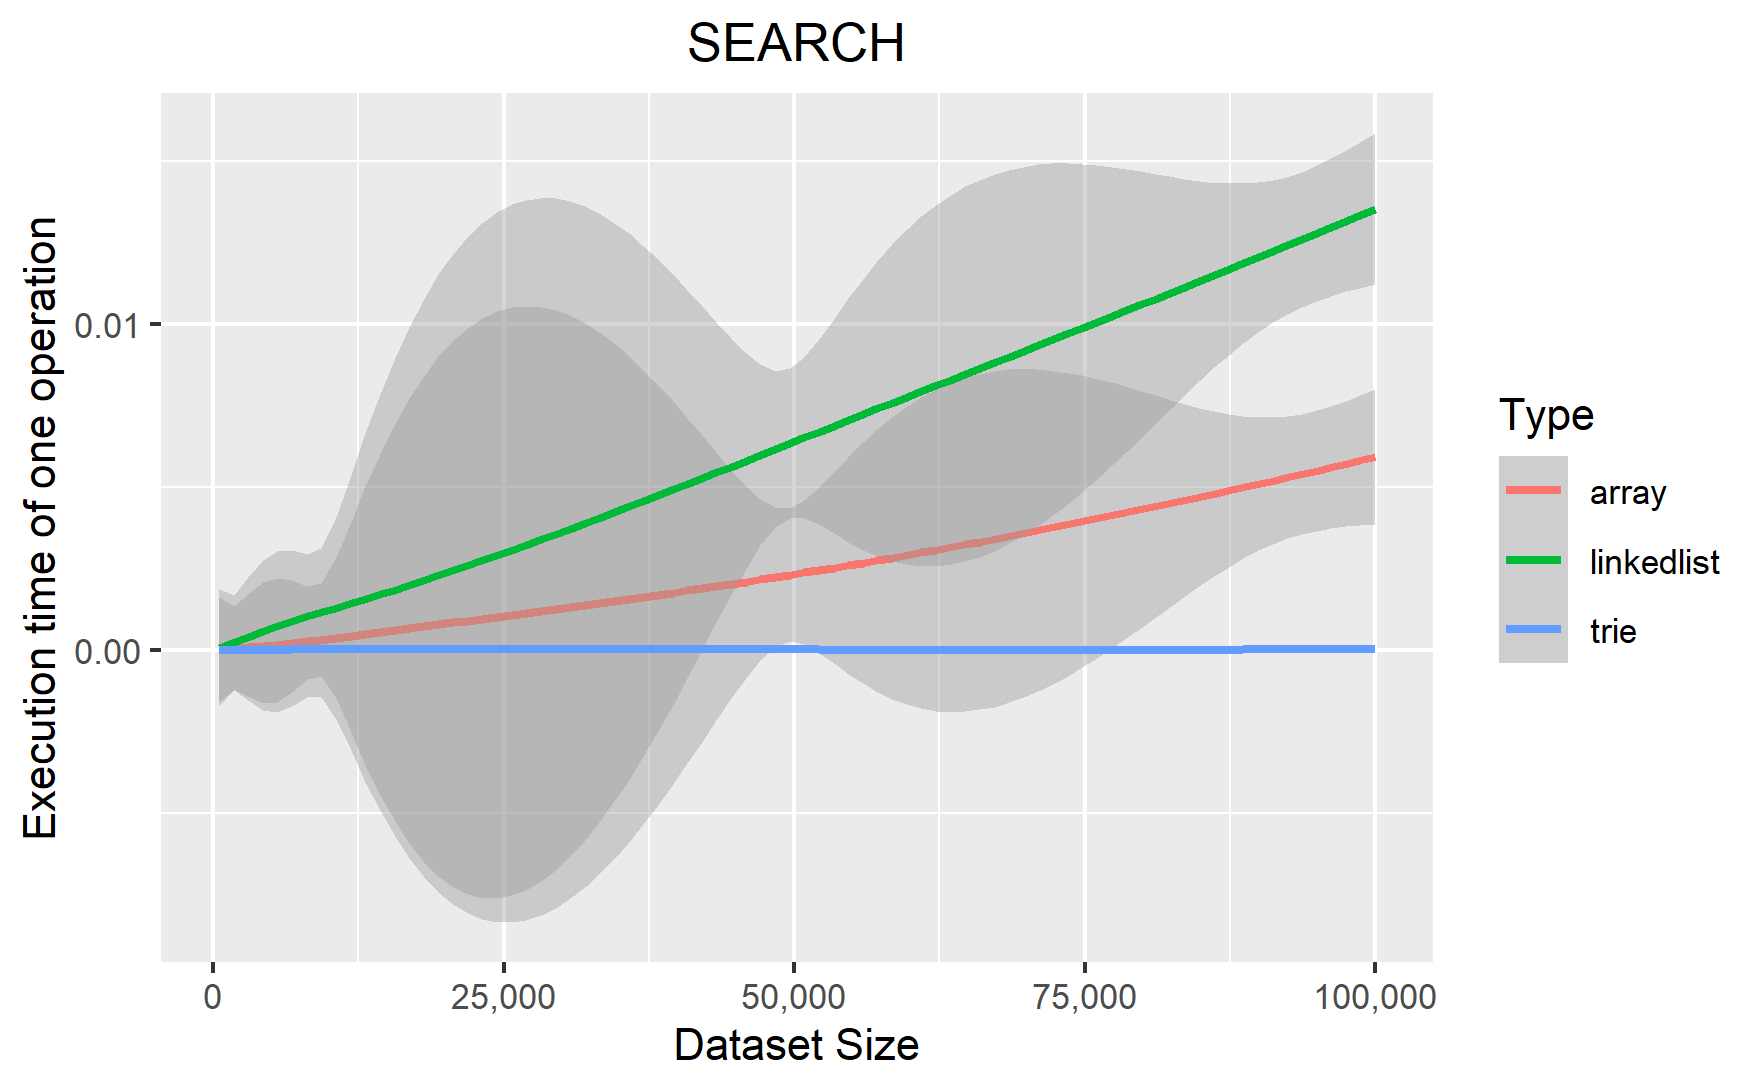 SEARCH
Execution time of one operation
0.01
0.00
0
25,000
50,000
75,000
100,000
Dataset Size
Type
array
linkedlist
trie